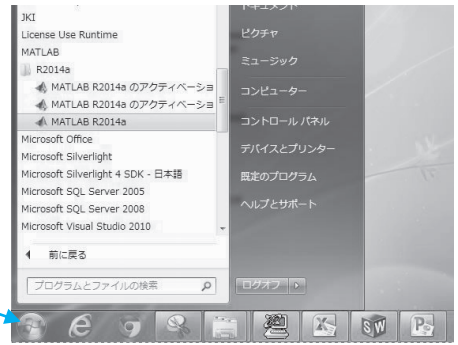 JKI
License Use Runtime
MATLAB
R2014a
MATLAB R2014a のアクティベーショ
MATLAB R2014a のアクティベーショ
MATLAB R2014a
Microsoft Office
Microsoft Silverlight
Microsoft Silverlight 4 SDK - 日本語
Microsoft SQL Server 2005
Microsoft SQL Server 2008
Microsoft Visual Studio 2010
前に戻る
プログラムとファイルの検索
ドキュメント
ピクチャ
ミュージック
コンピューター
コントロール パネル
デバイスとプリンター
既定のプログラム
ヘルプとサポート
ログオフ